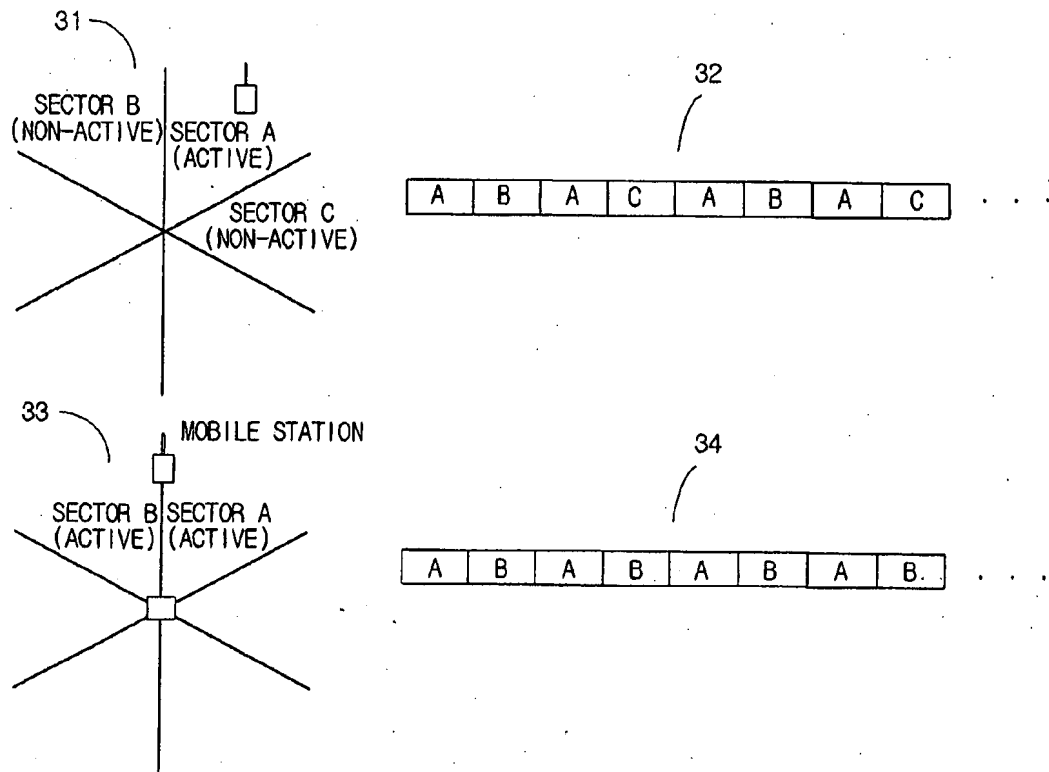 31
32
SECTOR B
(NON-ACTIVE)
SECTOR A
(ACTIVE)
SECTOR C
(NON-ACTIVE)
A B A C A B A C . . .
33
MOBILE STATION
34
SECTOR B
(ACTIVE)
SECTOR A
(ACTIVE)
A B A B A B A B . . .